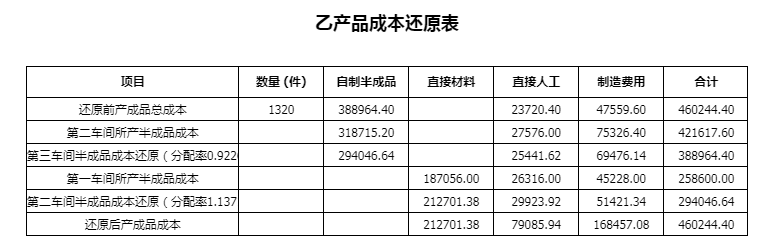 乙产品成本还原表
项目 数量 (件) 自制半成品 直接材料 直接人工 制造费用 合计
还原前产成品总成本 1320 388964.40 23720.40 47559.60 460244.40
第二车间所产半成品成本 318715.20 27576.00 75326.40 421617.60
第三车间半成品成本还原（分配率0.922 294046.64 25441.62 69476.14 388964.40
第一车间所产半成品成本 187056.00 26316.00 45228.00 258600.00
第二车间半成品成本还原（分配率1.137 212701.38 29923.92 51421.34 294046.64
还原后产成品成本 212701.38 79085.94 168457.08 460244.40